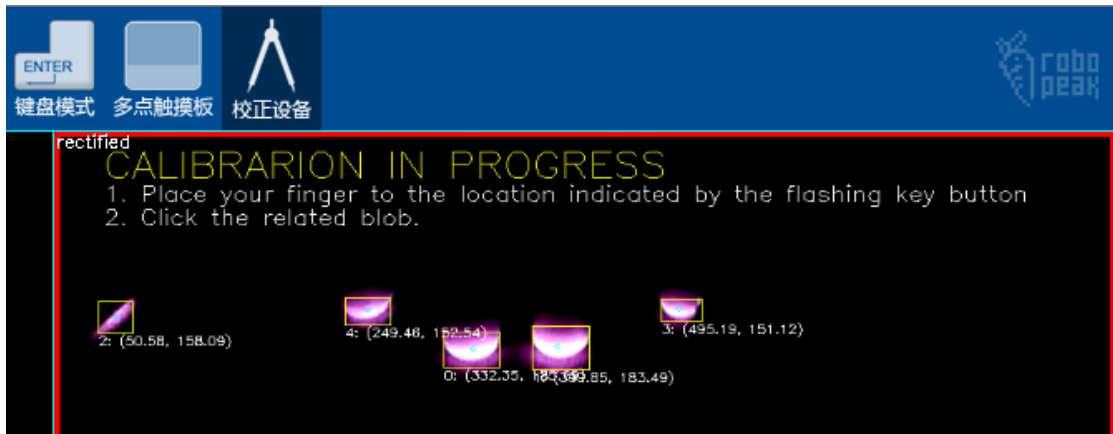 ENTER
键盘模式 多点触摸板 校正设备
robo
peak
rectified
CALIBRARION IN PROGRESS
1. Place your finger to the location indicated by the flashing key button
2. Click the related blob.
2: (50.58, 158.09)
4: (249.46, 152.54)
3: (495.19, 151.12)
0: (332.35,
183.49)